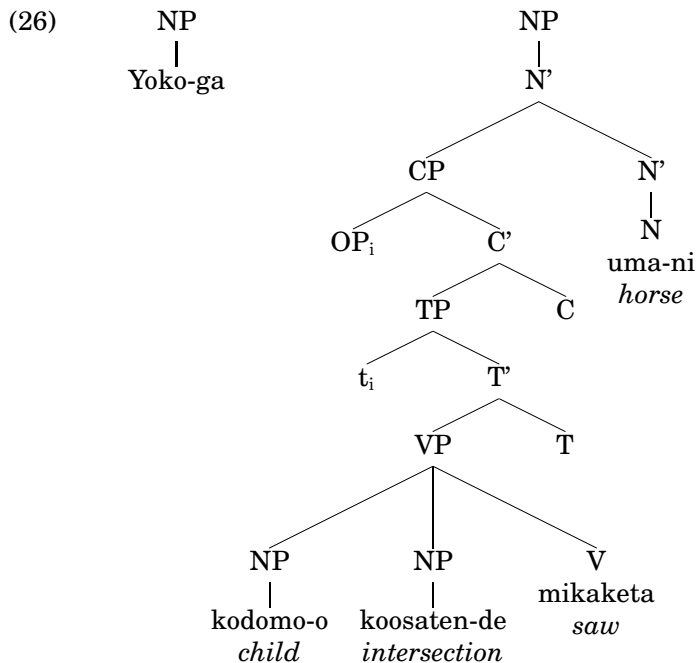 (26) NP NP
Yoko-ga N’
CP N’
OPi C’ N
uma-ni
horse
TP C
ti T’
VP T
NP NP V
mikaketa
saw
kodomo-o koosaten-de
child intersection